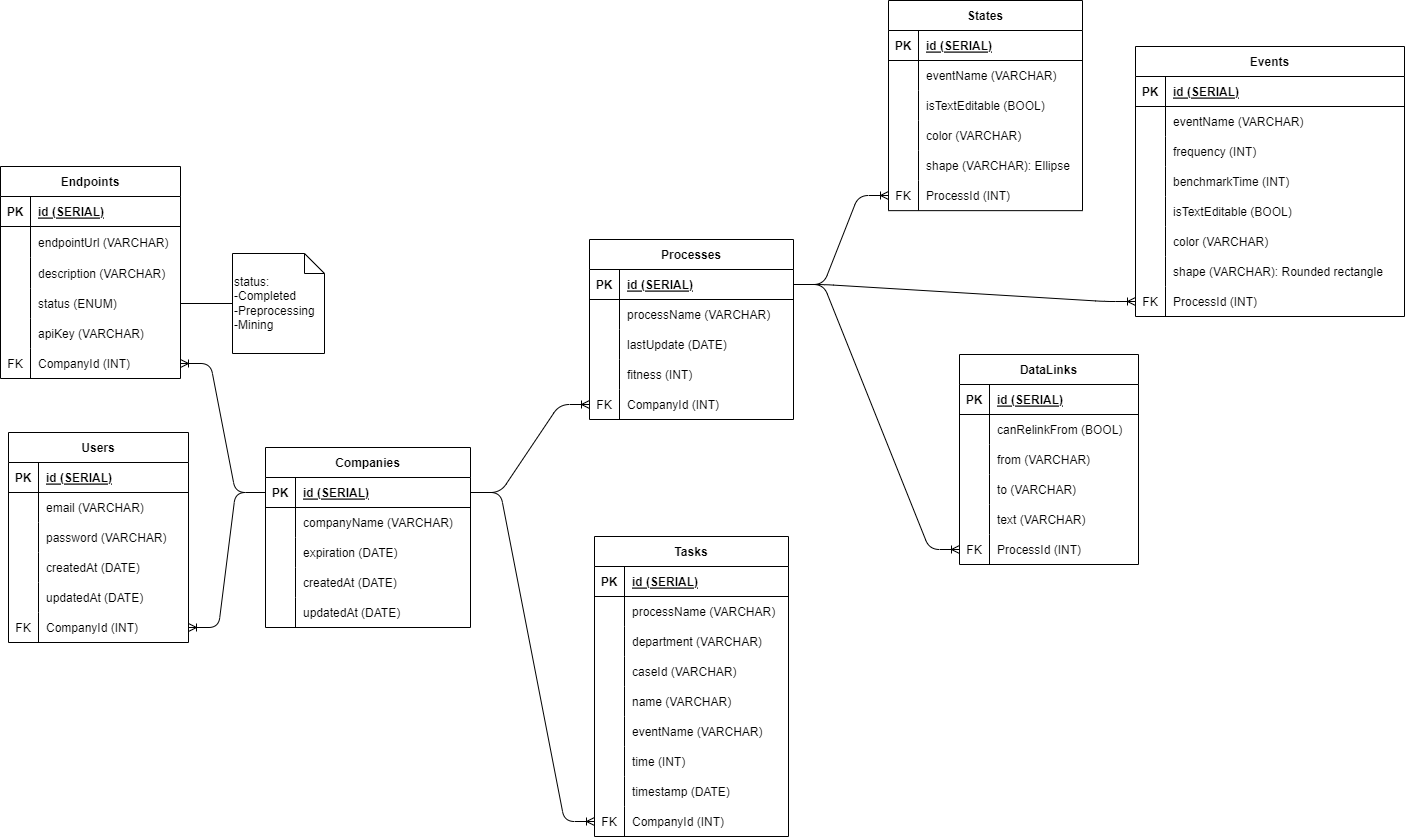 States
PK id (SERIAL)
eventName (VARCHAR)
isTextEditable (BOOL)
color (VARCHAR)
shape (VARCHAR): Ellipse
FK ProcessId (INT)
Events
PK id (SERIAL)
eventName (VARCHAR)
frequency (INT)
benchmarkTime (INT)
isTextEditable (BOOL)
color (VARCHAR)
shape (VARCHAR): Rounded rectangle
FK ProcessId (INT)
Endpoints
PK id (SERIAL)
endpointUrl (VARCHAR)
description (VARCHAR)
status (ENUM)
apiKey (VARCHAR)
FK CompanyId (INT)
status:
-Completed
-Preprocessing
-Mining
Processes
PK id (SERIAL)
processName (VARCHAR)
lastUpdate (DATE)
fitness (INT)
FK CompanyId (INT)
DataLinks
PK id (SERIAL)
canRelinkFrom (BOOL)
from (VARCHAR)
to (VARCHAR)
text (VARCHAR)
FK ProcessId (INT)
Users
PK id (SERIAL)
email (VARCHAR)
password (VARCHAR)
createdAt (DATE)
updatedAt (DATE)
FK CompanyId (INT)
Companies
PK id (SERIAL)
companyName (VARCHAR)
expiration (DATE)
createdAt (DATE)
updatedAt (DATE)
Tasks
PK id (SERIAL)
processName (VARCHAR)
department (VARCHAR)
caseId (VARCHAR)
name (VARCHAR)
eventName (VARCHAR)
time (INT)
timestamp (DATE)
FK CompanyId (INT)